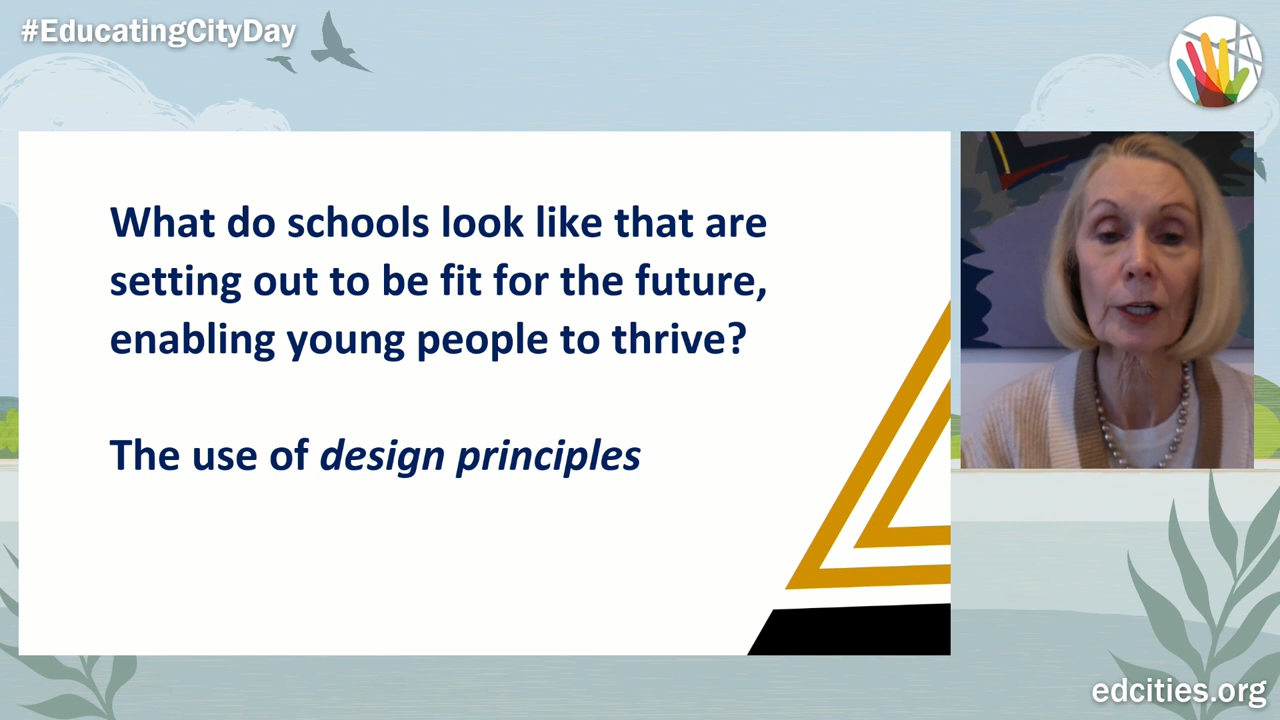 #EducatingCityDay
What do schools look like that are
setting out to be fit for the future,
enabling young people to thrive?
The use of design principles
edcities.org